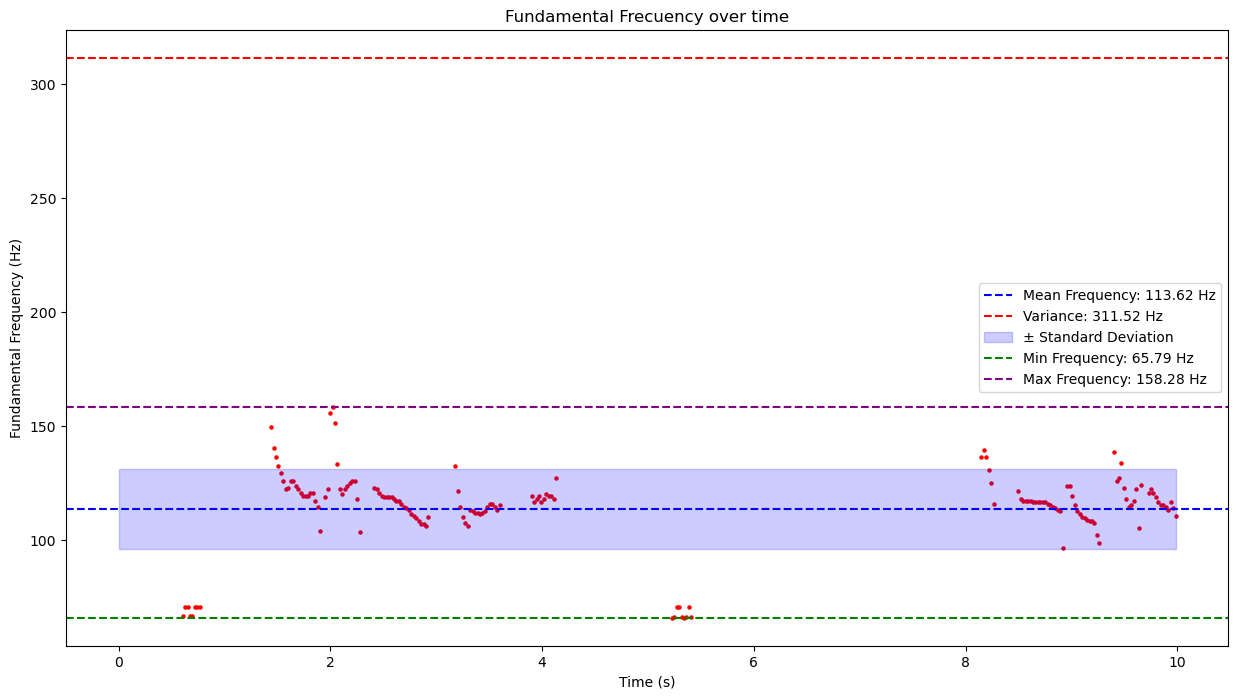 Fundamental Frecuency over time
Fundamental Frequency (Hz)
300
250
200
150
100
Mean Frequency: 113.62 Hz
Variance: 311.52 Hz
± Standard Deviation
Min Frequency: 65.79 Hz
Max Frequency: 158.28 Hz
0 2 4 6 8 10
Time (s)